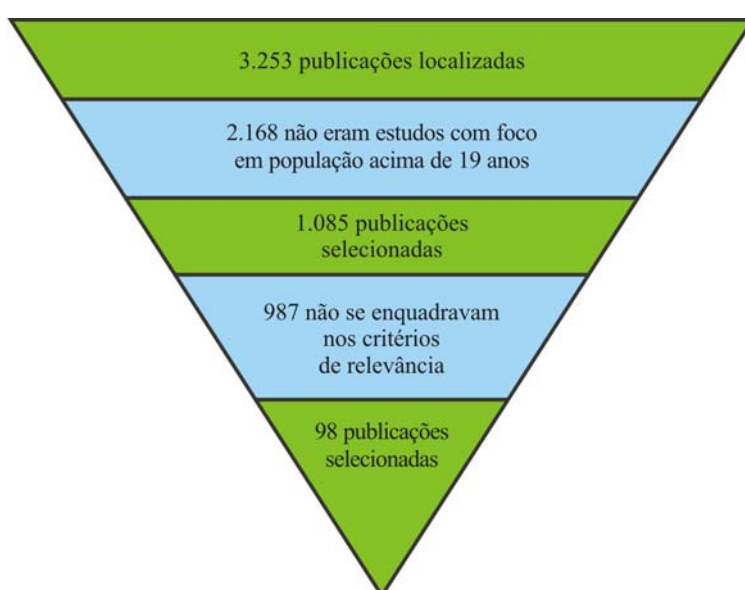 3.253 publicações localizadas
2.168 não eram estudos com foco
em população acima de 19 anos
1.085 publicações
selecionadas
987 não se enquadravam
nos critérios
de relevância
98 publicações
selecionadas